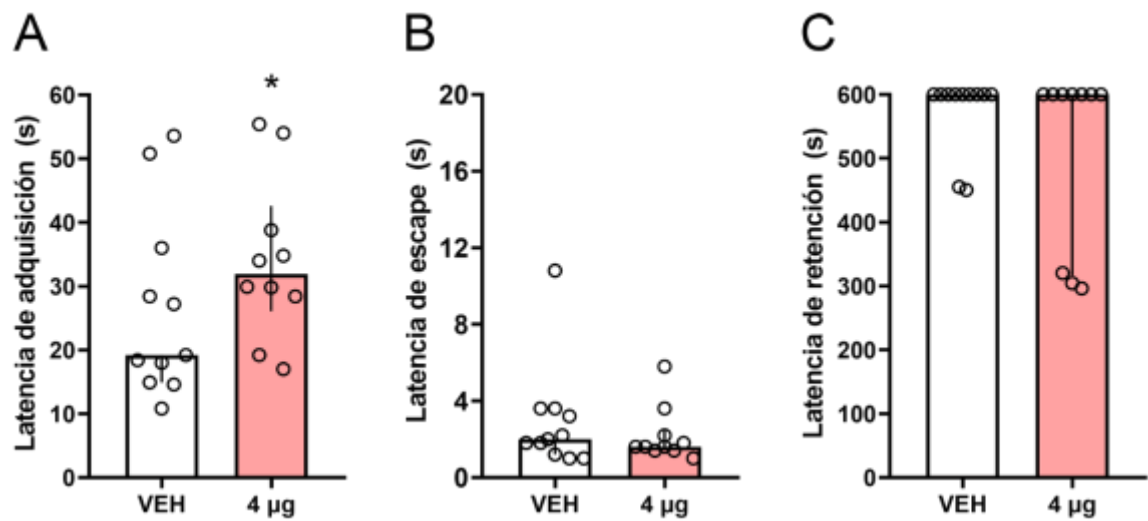 A
Latencia de adquisición (s)
60
50
40
30
20
10
0
*
VEH
4 µg
B
Latencia de escape (s)
20
16
12
8
4
0
VEH
4 µg
C
Latencia de retención (s)
600
500
400
300
200
100
0
VEH
4 µg